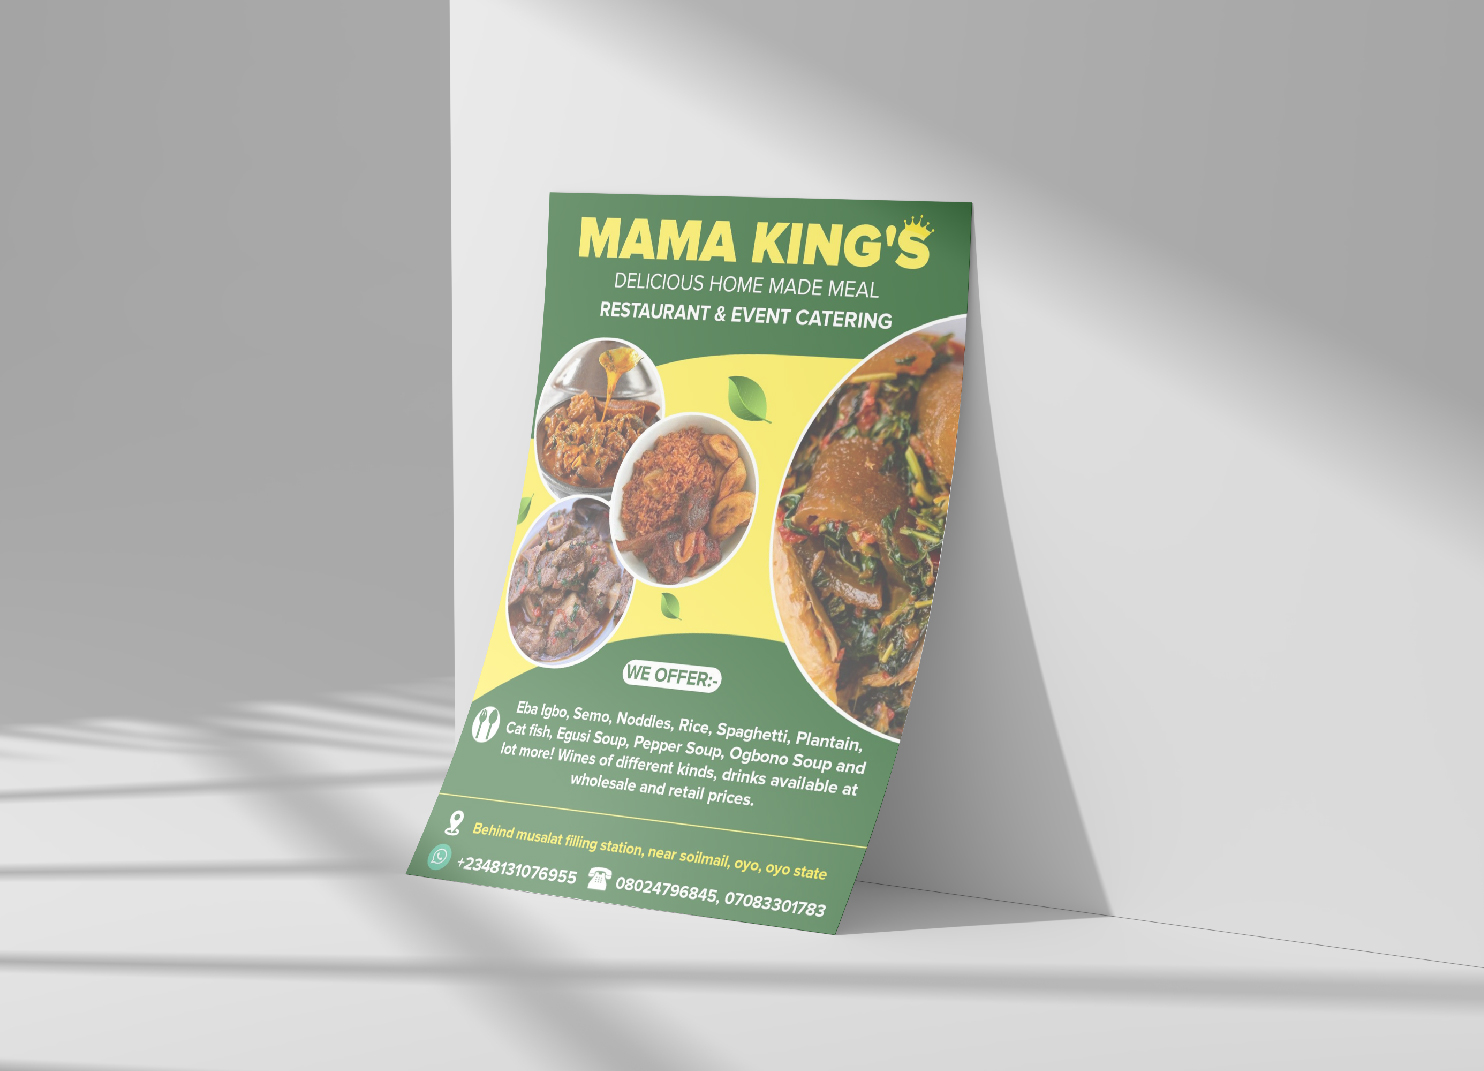 MAMA KING'S
DELICIOUS HOME MADE MEAL
RESTAURANT & EVENT CATERING
WE OFFER:-
Eba Igbo, Semo, Noddles, Rice, Spaghetti, Plantain,
Cat fish, Egusi Soup, Pepper Soup, Ogbono Soup and
lot more! Wines of different kinds, drinks available at
wholesale and retail prices.
Behind musalat filling station, near soilmail, oyo, oyo state
+2348131076955 08024796845, 07083301783